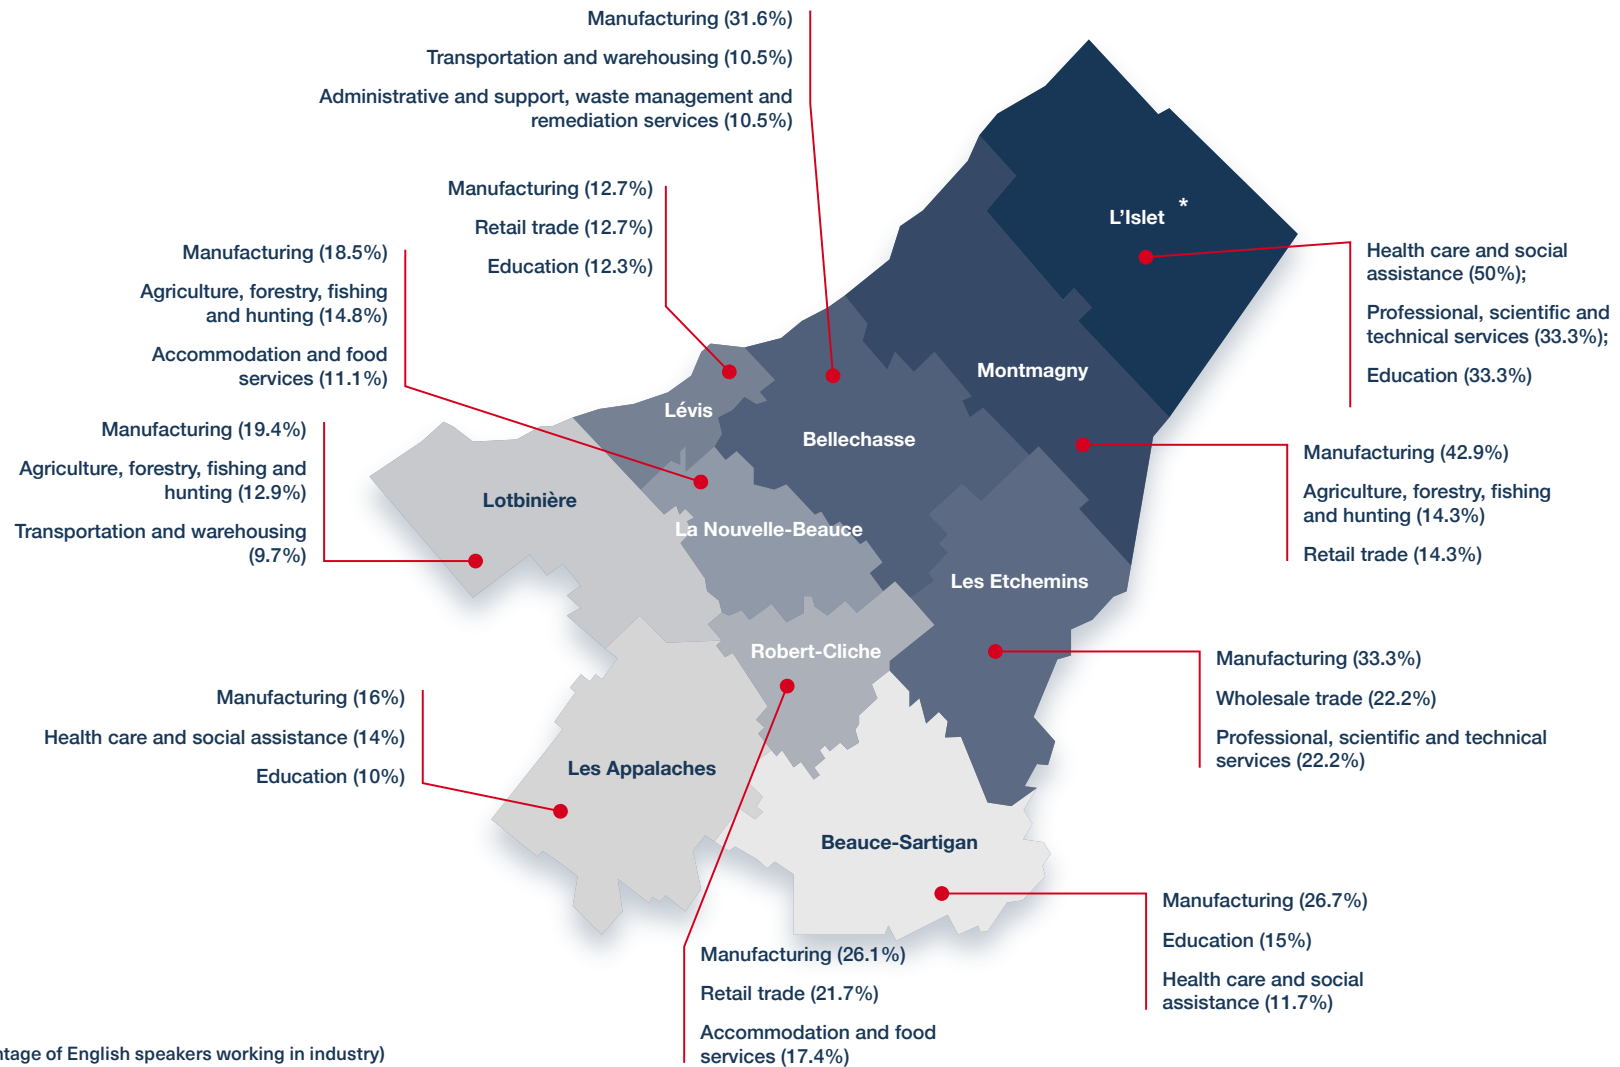 Manufacturing (31.6%)
Transportation and warehousing (10.5%)
Administrative and support, waste management and
remediation services (10.5%)
Manufacturing (12.7%)
Retail trade (12.7%)
Education (12.3%)
Manufacturing (18.5%)
Agriculture, forestry, fishing
and hunting (14.8%)
Accommodation and food
services (11.1%)
Manufacturing (19.4%)
Agriculture, forestry, fishing and
hunting (12.9%)
Transportation and warehousing
(9.7%)
Manufacturing (16%)
Health care and social assistance (14%)
Education (10%)
L'Islet *
Montmagny
Lévis
Bellechasse
Lotbinière
La Nouvelle-Beauce
Les Etchemins
Robert-Cliche
Les Appalaches
Beauce-Sartigan
Health care and social
assistance (50%);
Professional, scientific and
technical services (33.3%);
Education (33.3%)
Manufacturing (42.9%)
Agriculture, forestry, fishing
and hunting (14.3%)
Retail trade (14.3%)
Manufacturing (33.3%)
Wholesale trade (22.2%)
Professional, scientific and technical
services (22.2%)
Manufacturing (26.7%)
Education (15%)
Health care and social
assistance (11.7%)
Manufacturing (26.1%)
Retail trade (21.7%)
Accommodation and food
services (17.4%)
ntage of English speakers working in industry)